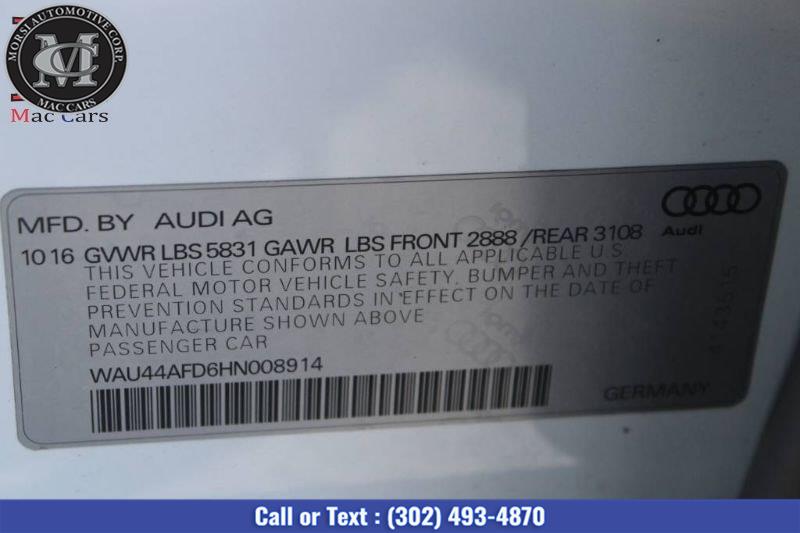 MORSI AUTOMOTIVE CORP.
MC
MAC CARS
Mac Cars
MFD. BY AUDI AG
Audi
10 16 GVWR LBS 5831 GAWR LBS FRONT 2888 /REAR 3108
THIS VEHICLE CONFORMS TO ALL APPLICABLE U.S
FEDERAL MOTOR VEHICLE SAFETY, BUMPER AND THEFT
PREVENTION STANDARDS IN EFFECT ON THE DATE OF
MANUFACTURE SHOWN ABOVE
PASSENGER CAR
WAU44AFD6HN008914
4143615
GERMANY
Call or Text : (302) 493-4870